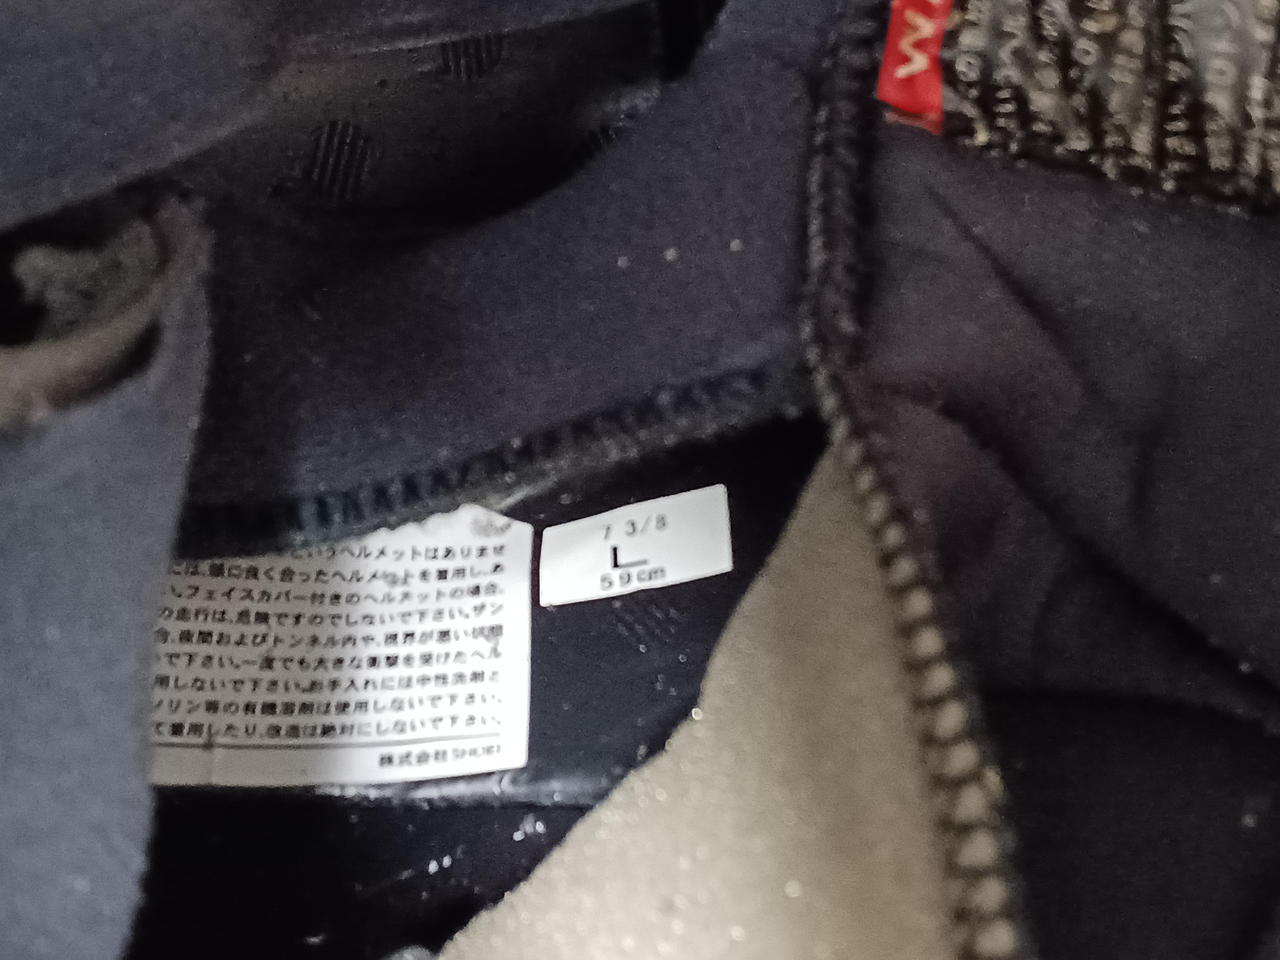 というヘルメットはありませ
には、頭に良く合ったヘルメットを着用し、あ
い。フェイスカバー付きのヘルメットの場合、
の走行は、危険ですのでしないで下さい。サン
合、夜間およびトンネル内や、視界が悪い状態
いで下さい。一度でも大きな衝撃を受けたヘル
用しないで下さい。お手入れには中性洗剤と
ソリン等の有機溶剤は使用しないで下さい。
て着用したり、改造は絶対にしないで下さい。
株式会社SHOEI
7 3/8
L
59cm